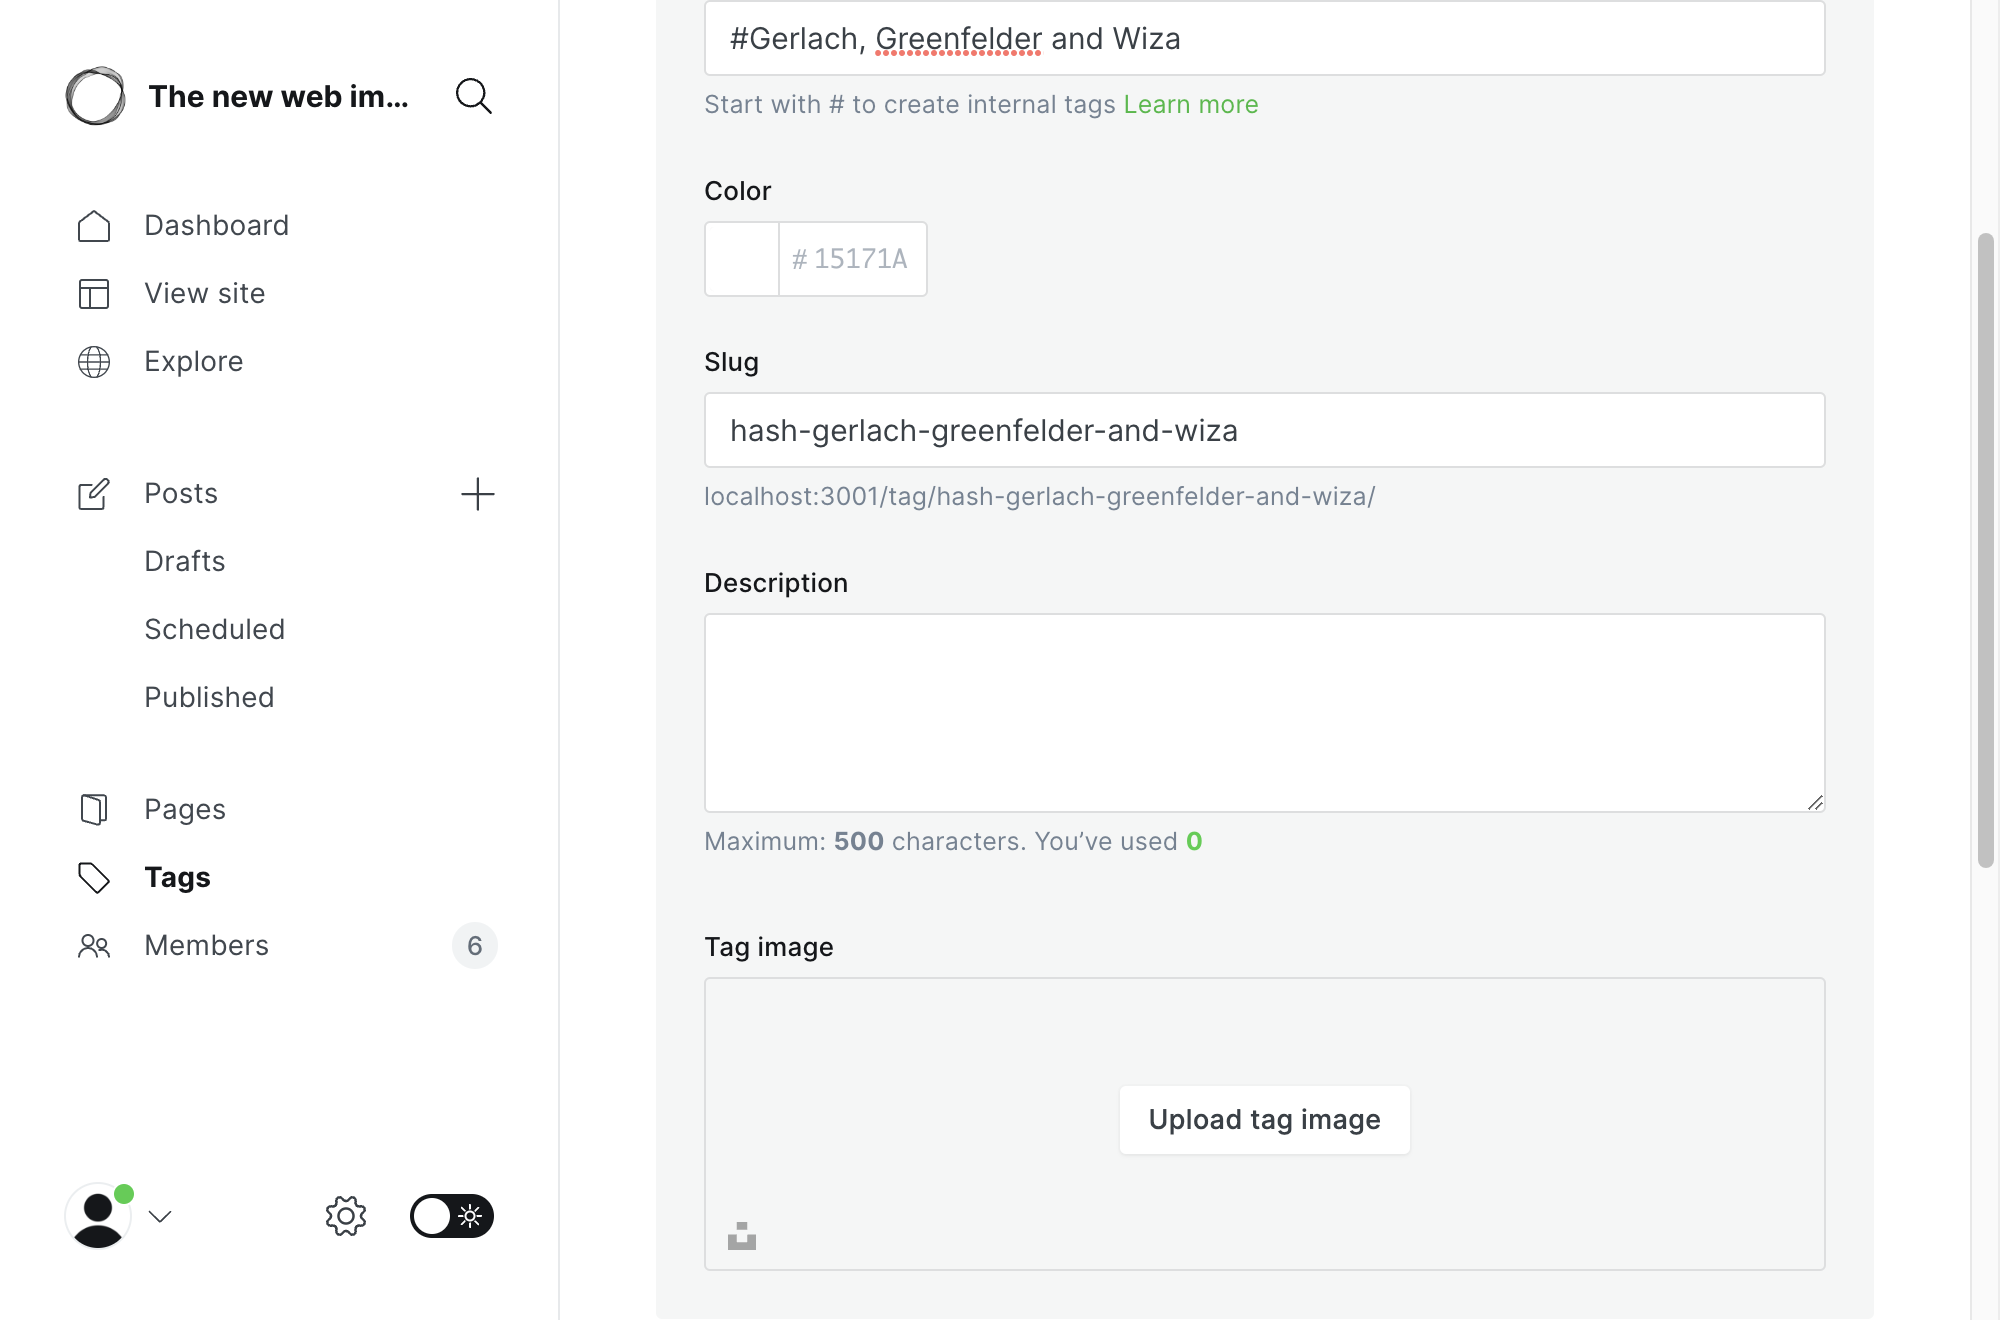 The new web im...
Dashboard
View site
Explore
Posts
Drafts
Scheduled
Published
Pages
Tags
Members 6
#Gerlach, Greenfelder and Wiza
Start with # to create internal tags Learn more
Color
# 15171A
Slug
hash-gerlach-greenfelder-and-wiza
localhost:3001/tag/hash-gerlach-greenfelder-and-wiza/
Description
Maximum: 500 characters. You’ve used 0
Tag image
Upload tag image